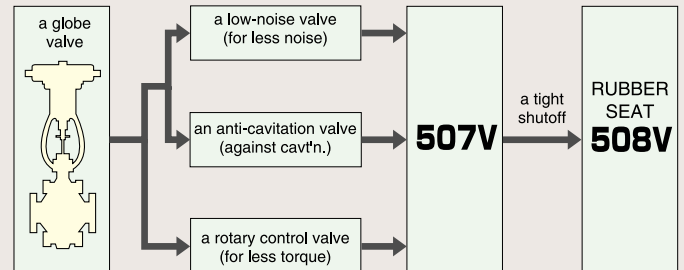 a globe
valve
a low-noise valve
(for less noise)
an anti-cavitation valve
(against cavt'n.)
a rotary control valve
(for less torque)
507V
a tight
shutoff
RUBBER
SEAT
508V